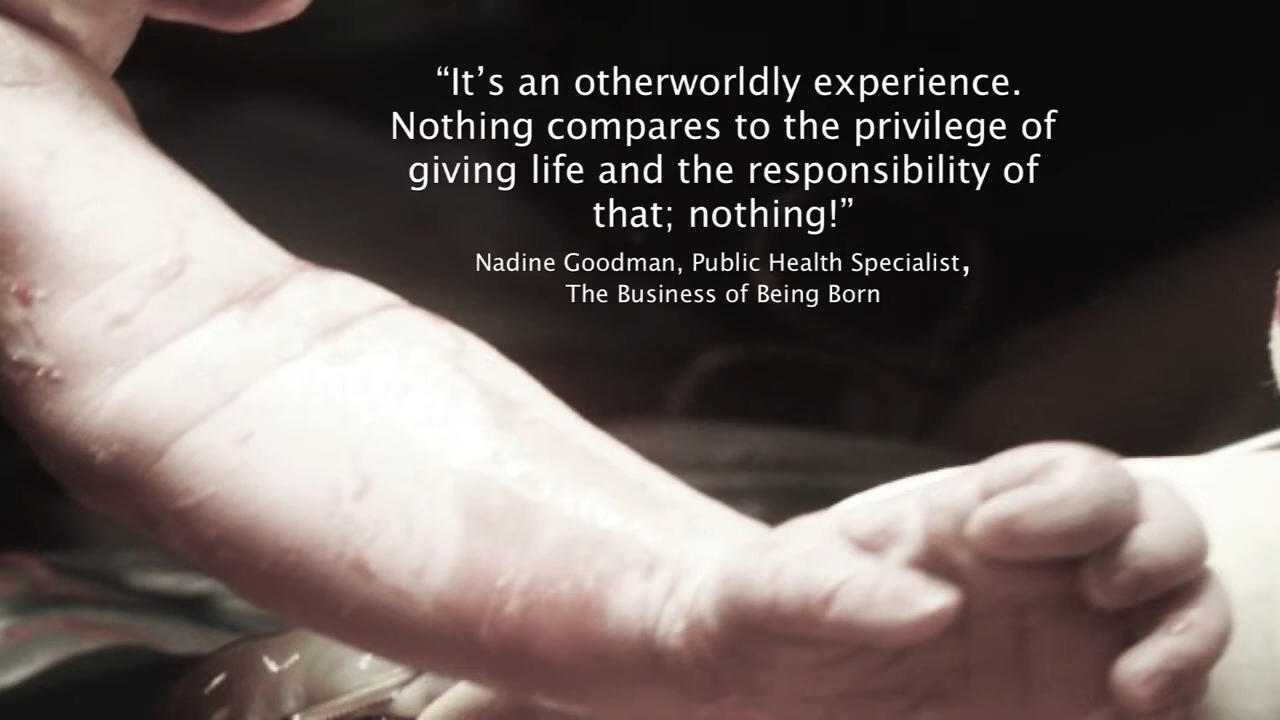 “It’s an otherworldly experience.
Nothing compares to the privilege of
giving life and the responsibility of
that; nothing!”
Nadine Goodman, Public Health Specialist,
The Business of Being Born